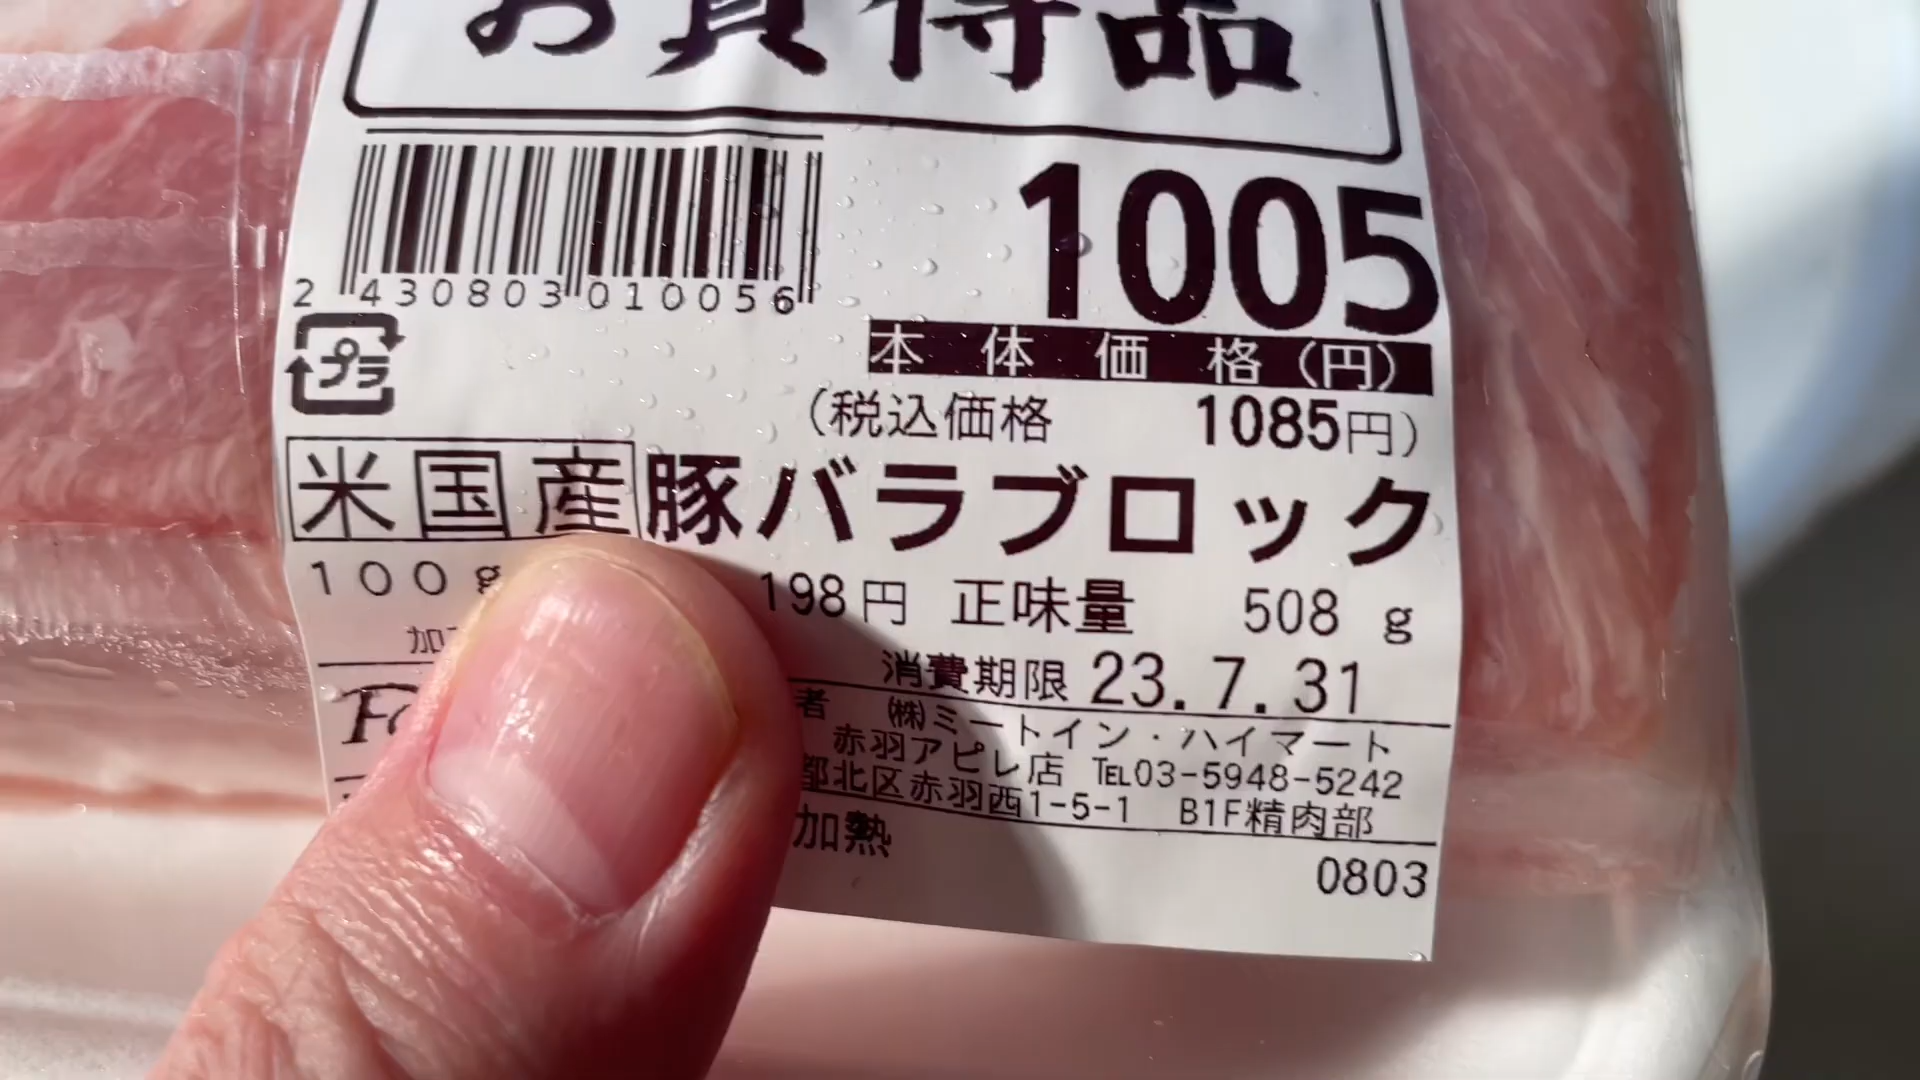 お買得品
1005
2 430803 010056
本体価格(円)
プラ
(税込価格 1085円)
米国産豚バラブロック
100g 198円 正味量 508g
消費期限 23.7.31
者 ㈱ミートイン・ハイマート
赤羽アピレ店 TEL03-5948-5242
都北区赤羽西1-5-1 B1F精肉部
加熱
0803